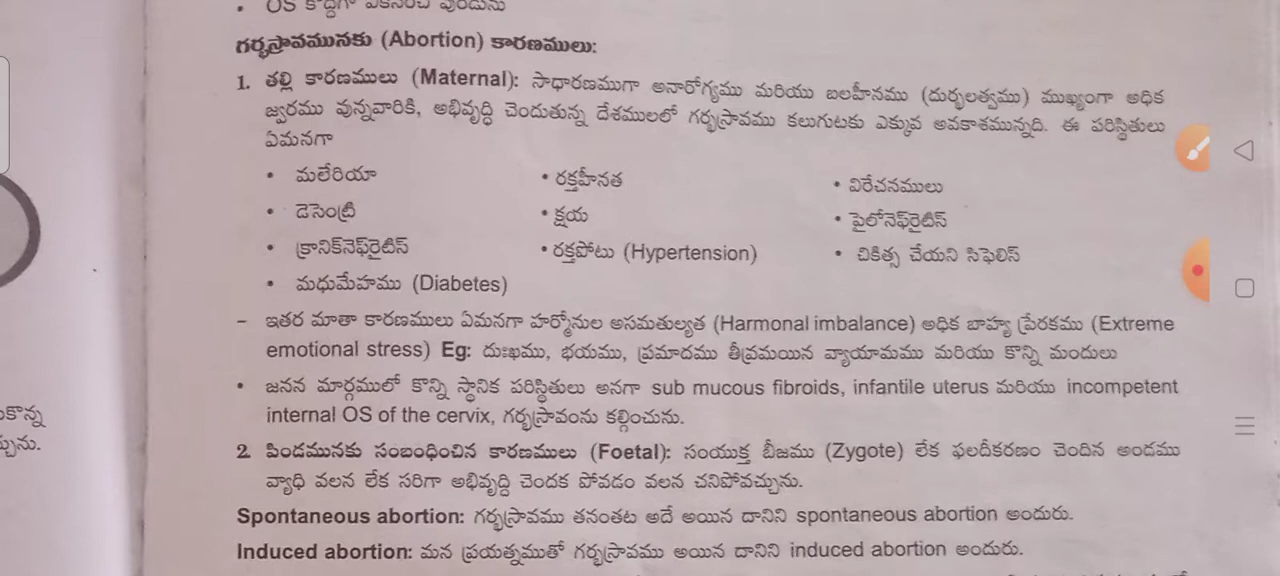 • OS కొద్దిగా వికసించి వుండును
గర్భస్రావమునకు (Abortion) కారణములు:
1. తల్లి కారణములు (Maternal): సాధారణముగా అనారోగ్యము మరియు బలహీనము (దుర్భలత్వము) ముఖ్యంగా అధిక
జ్వరము వున్నవారికి, అభివృద్ధి చెందుతున్న దేశములలో గర్భస్రావము కలుగుటకు ఎక్కువ అవకాశమున్నది. ఈ పరిస్థితులు
ఏమనగా
• మలేరియా • రక్తహీనత • విరేచనములు
• డెసెంట్రి • క్షయ • పైలోనెఫ్‌రైటిస్
• క్రానిక్‌నెఫ్‌రైటిస్ • రక్తపోటు (Hypertension) • చికిత్స చేయని సిఫెలిస్
• మధుమేహము (Diabetes)
– ఇతర మాతా కారణములు ఏమనగా హర్మోనుల అసమతుల్యత (Harmonal imbalance) అధిక బాహ్య ప్రేరకము (Extreme
emotional stress) Eg: దుఃఖము, భయము, ప్రమాదము తీవ్రమయిన వ్యాయామము మరియు కొన్ని మందులు
• జనన మార్గములో కొన్ని స్థానిక పరిస్థితులు అనగా sub mucous fibroids, infantile uterus మరియు incompetent
internal OS of the cervix, గర్భస్రావంను కల్గించును.
2. పిండమునకు సంబంధించిన కారణములు (Foetal): సంయుక్త బీజము (Zygote) లేక ఫలదీకరణం చెందిన అండము
వ్యాధి వలన లేక సరిగా అభివృద్ధి చెందక పోవడం వలన చనిపోవచ్చును.
Spontaneous abortion: గర్భస్రావము తనంతట అదే అయిన దానిని spontaneous abortion అందురు.
Induced abortion: మన ప్రయత్నముతో గర్భస్రావము అయిన దానిని induced abortion అందురు.